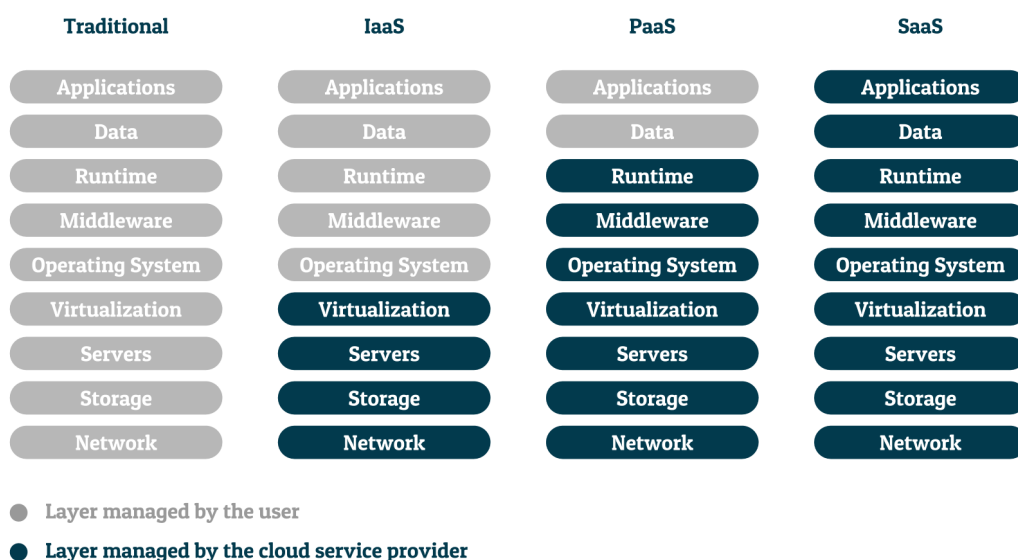 Traditional IaaS PaaS SaaS
Applications Applications Applications Applications
Data Data Data Data
Runtime Runtime Runtime Runtime
Middleware Middleware Middleware Middleware
Operating System Operating System Operating System Operating System
Virtualization Virtualization Virtualization Virtualization
Servers Servers Servers Servers
Storage Storage Storage Storage
Network Network Network Network
Layer managed by the user
Layer managed by the cloud service provider